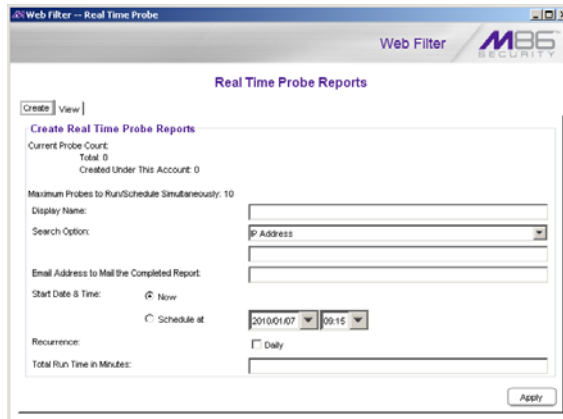 Web Filter -- Real Time Probe
Web Filter
M86
SECURITY
Real Time Probe Reports
Create
View
Create Real Time Probe Reports
Current Probe Count:
Total: 0
Created Under This Account: 0
Maximum Probes to Run/Schedule Simultaneously: 10
Display Name:
Search Option:
IP Address
Email Address to Mail the Completed Report:
Start Date & Time:
Now
Schedule at
2010/01/07
09:15
Recurrence:
Daily
Total Run Time in Minutes:
Apply